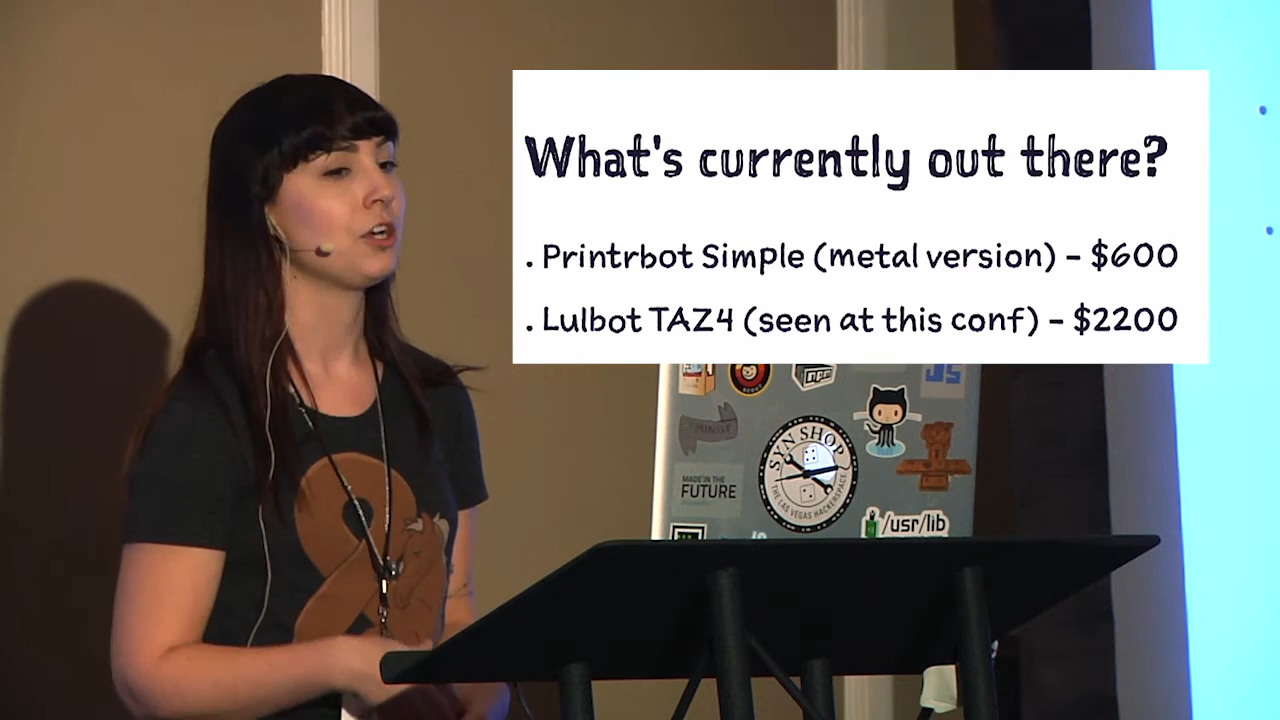 What's currently out there?
. Printrbot Simple (metal version) – $600
. Lulbot TAZ4 (seen at this conf) – $2200
JS
SYN SHOP
THE LAS VEGAS HACKERSPACE
MADE IN THE
FUTURE
/usr/lib